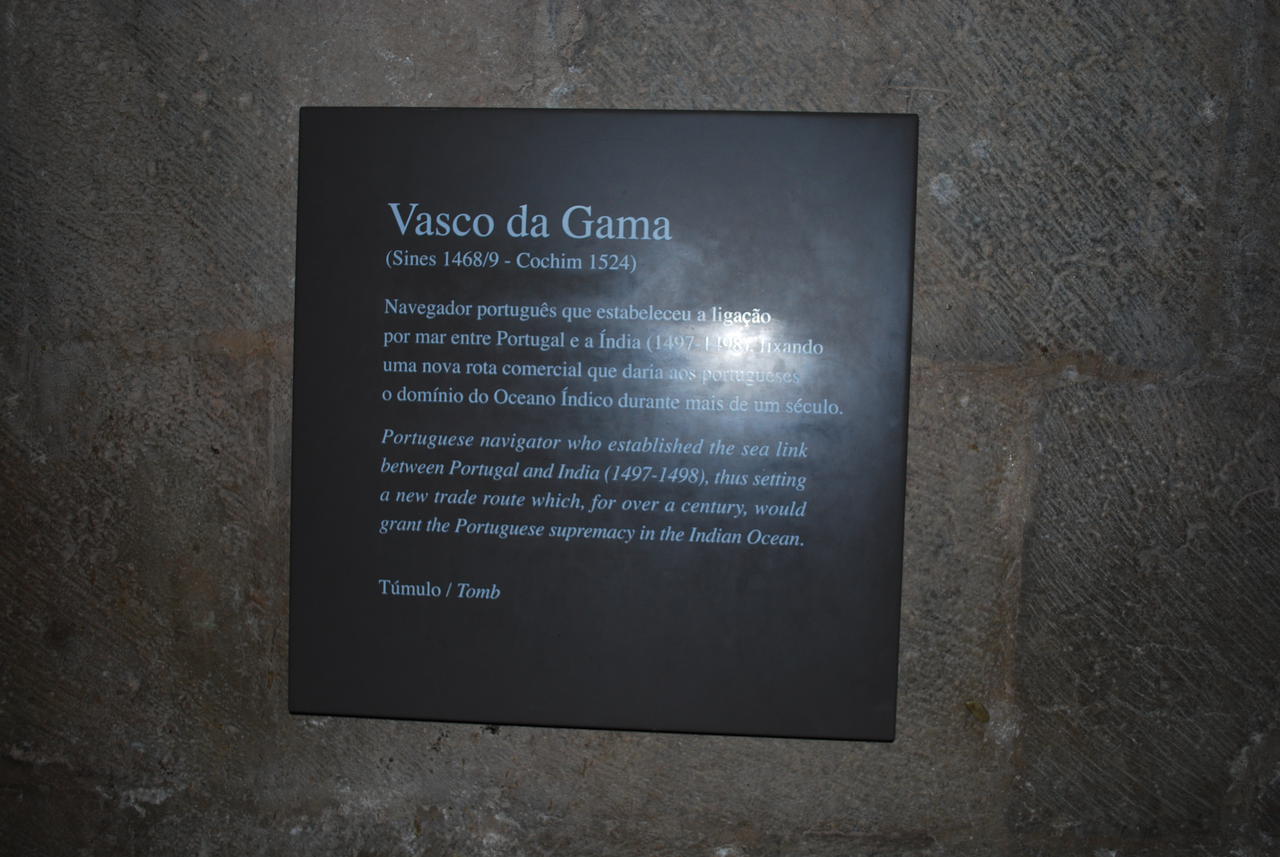 Vasco da Gama
(Sines 1468/9 - Cochim 1524)
Navegador português que estabeleceu a ligação
por mar entre Portugal e a Índia (1497-1498), fixando
uma nova rota comercial que daria aos portugueses
o domínio do Oceano Índico durante mais de um século.
Portuguese navigator who established the sea link
between Portugal and India (1497-1498), thus setting
a new trade route which, for over a century, would
grant the Portuguese supremacy in the Indian Ocean.
Túmulo / Tomb